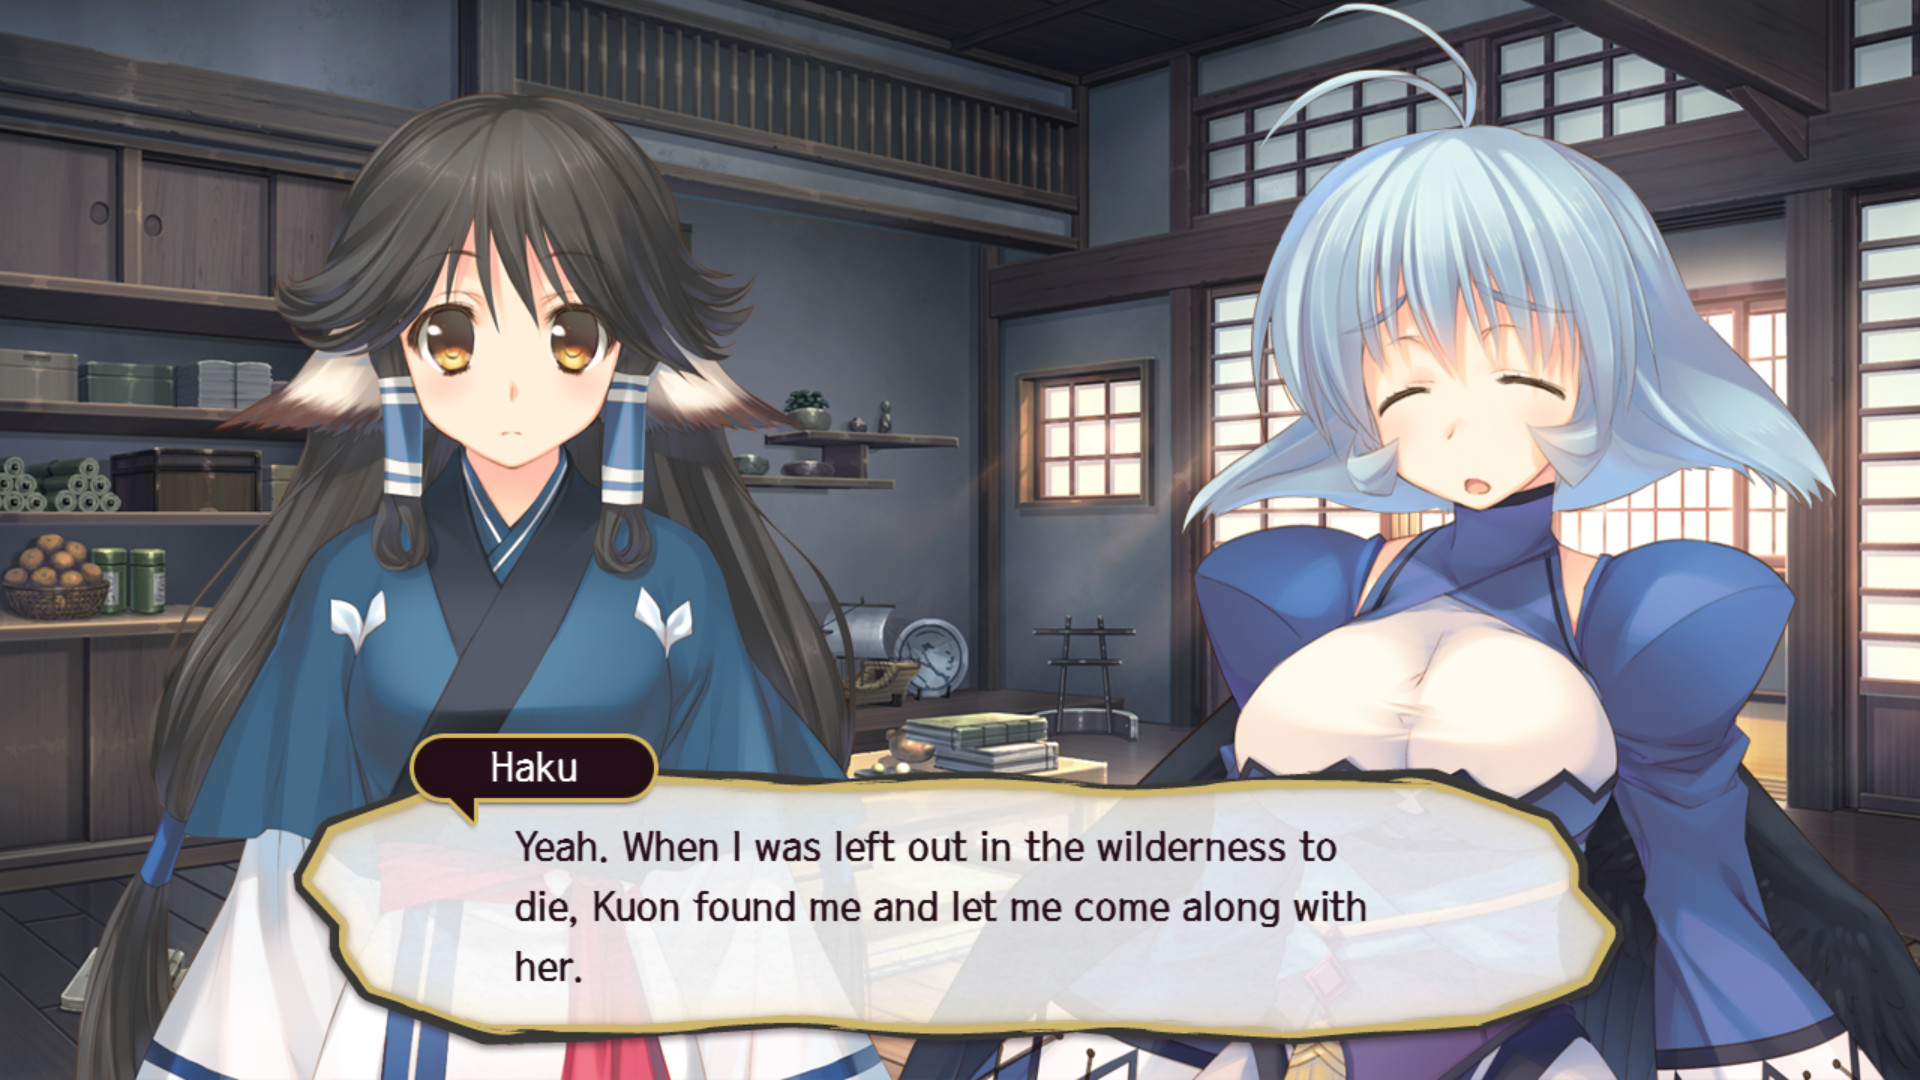 Haku
Yeah. When I was left out in the wilderness to
die, Kuon found me and let me come along with
her.